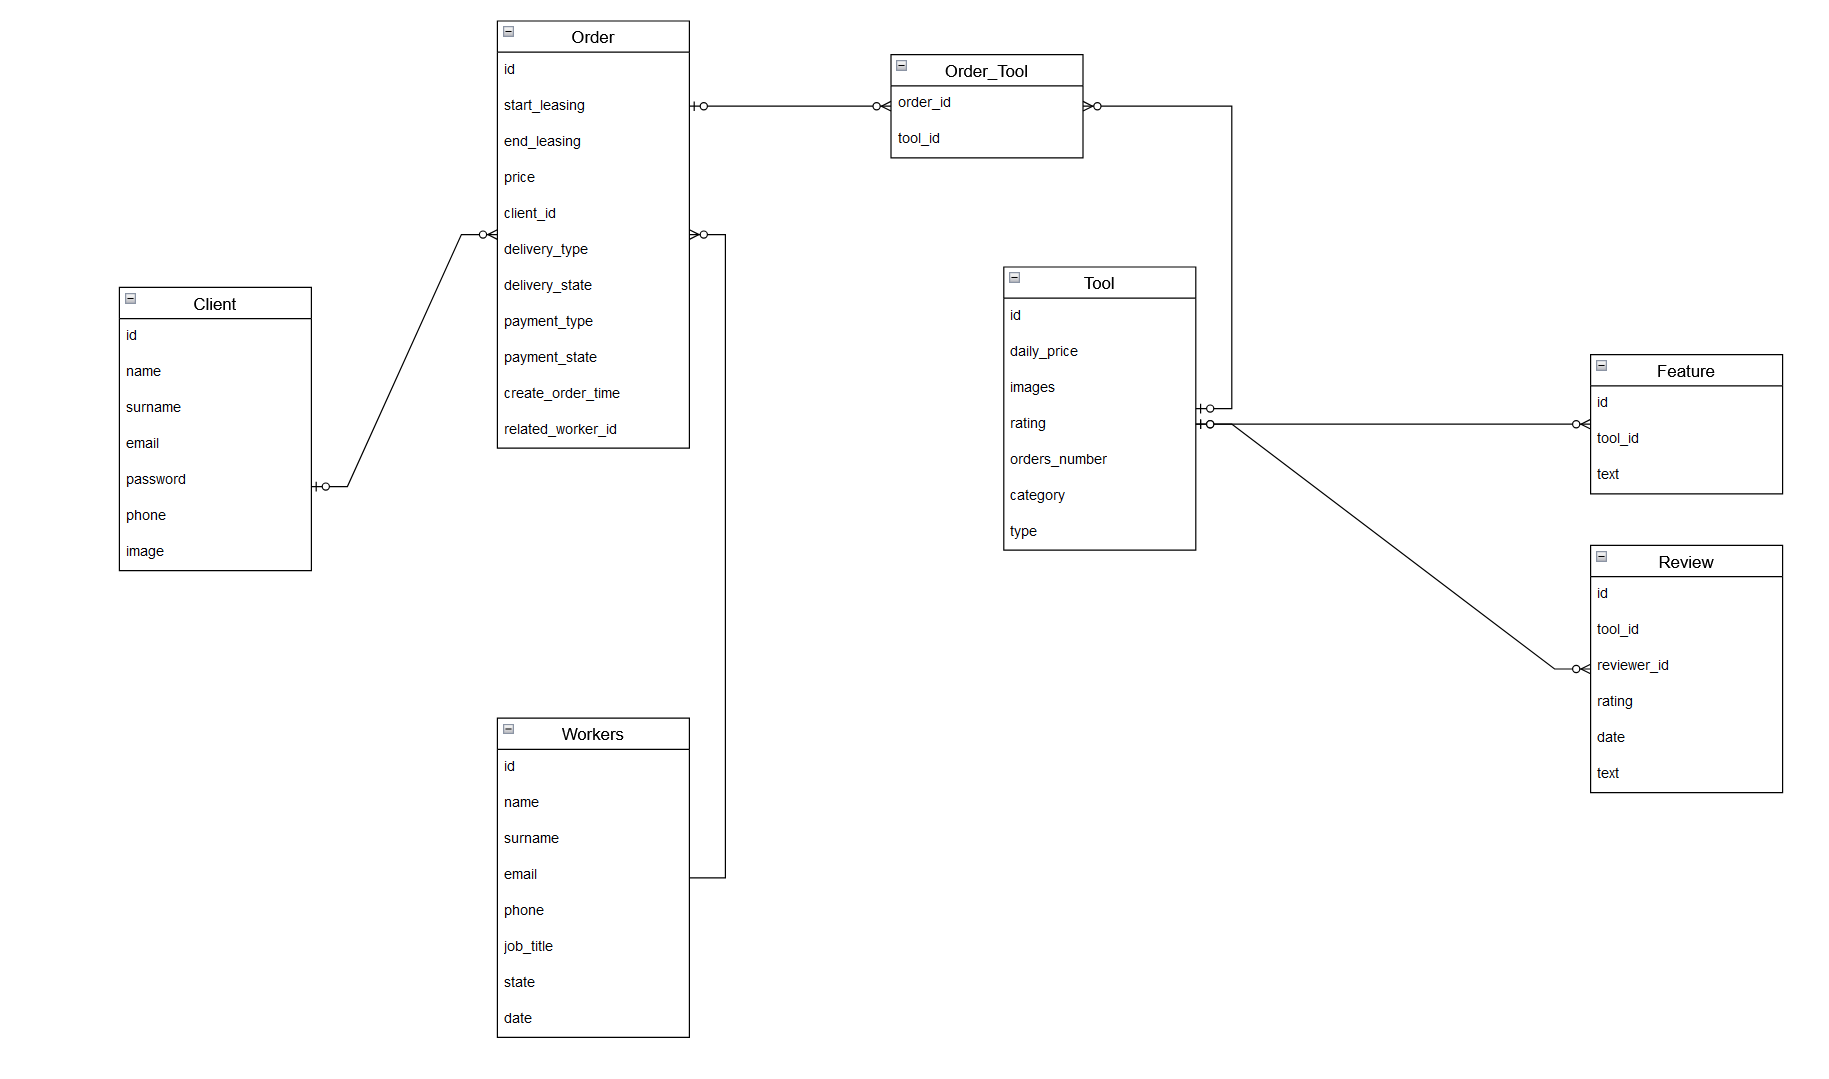 Order
id
start_leasing
end_leasing
price
client_id
delivery_type
delivery_state
payment_type
payment_state
create_order_time
related_worker_id
Order_Tool
order_id
tool_id
Client
id
name
surname
email
password
phone
image
Tool
id
daily_price
images
rating
orders_number
category
type
Feature
id
tool_id
text
Review
id
tool_id
reviewer_id
rating
date
text
Workers
id
name
surname
email
phone
job_title
state
date